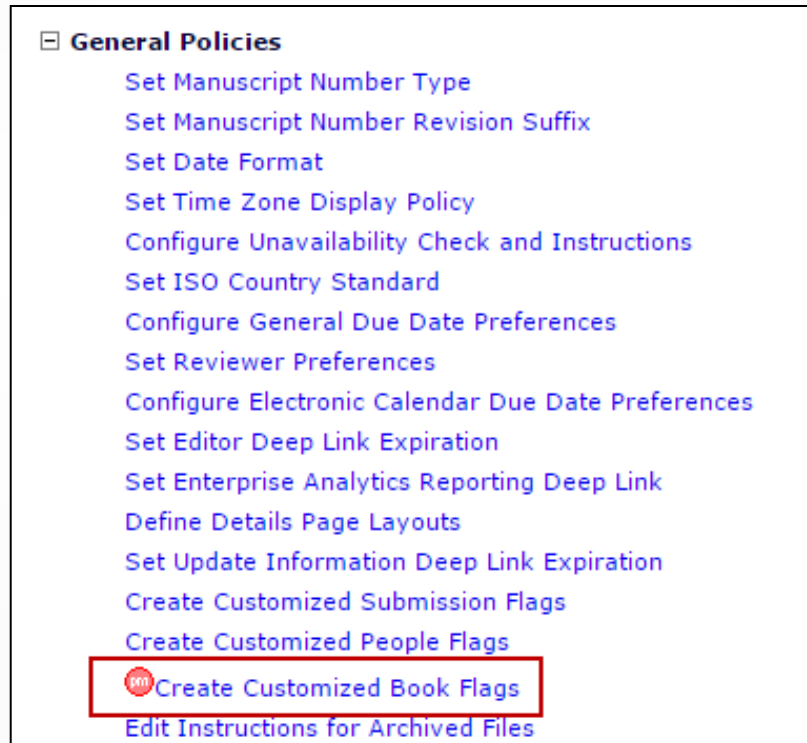 General Policies
Set Manuscript Number Type
Set Manuscript Number Revision Suffix
Set Date Format
Set Time Zone Display Policy
Configure Unavailability Check and Instructions
Set ISO Country Standard
Configure General Due Date Preferences
Set Reviewer Preferences
Configure Electronic Calendar Due Date Preferences
Set Editor Deep Link Expiration
Set Enterprise Analytics Reporting Deep Link
Define Details Page Layouts
Set Update Information Deep Link Expiration
Create Customized Submission Flags
Create Customized People Flags
pm Create Customized Book Flags
Edit Instructions for Archived Files